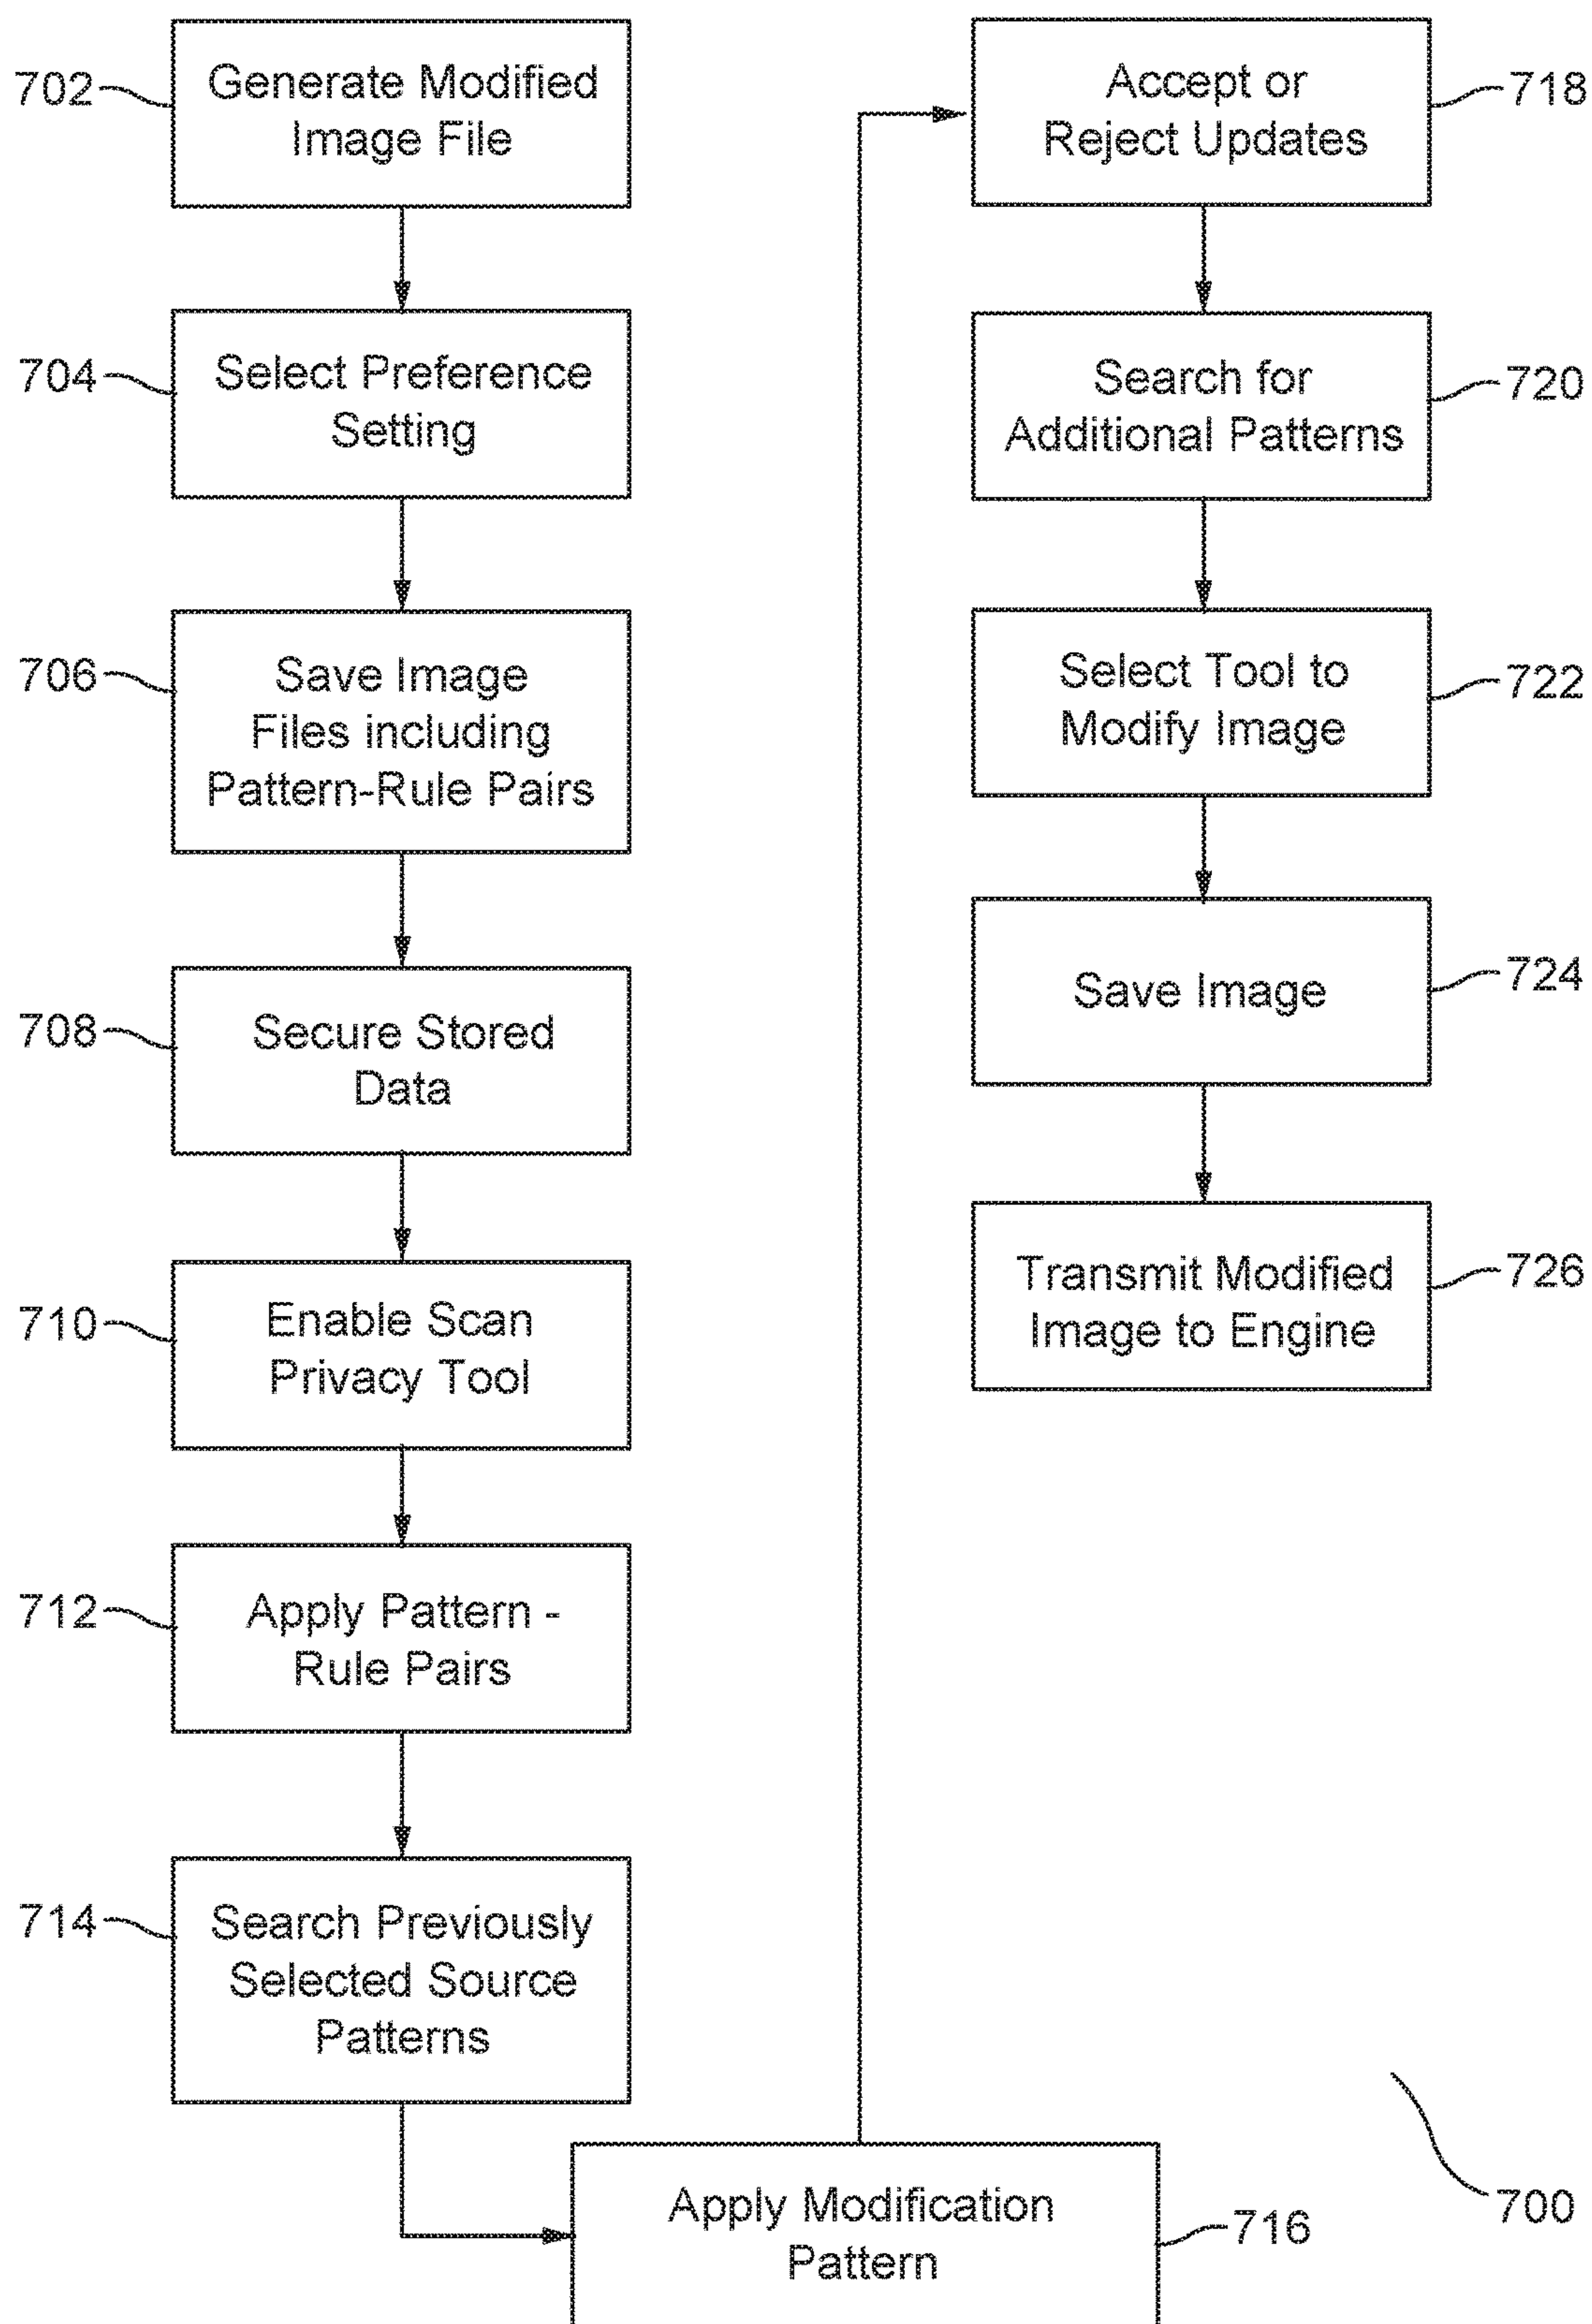 702
Generate Modified
Image File
704
Select Preference
Setting
706
Save Image
Files including
Pattern-Rule Pairs
708
Secure Stored
Data
710
Enable Scan
Privacy Tool
712
Apply Pattern -
Rule Pairs
714
Search Previously
Selected Source
Patterns
Apply Modification
Pattern
716
Accept or
Reject Updates
718
Search for
Additional Patterns
720
Select Tool to
Modify Image
722
Save Image
724
Transmit Modified
Image to Engine
726
700